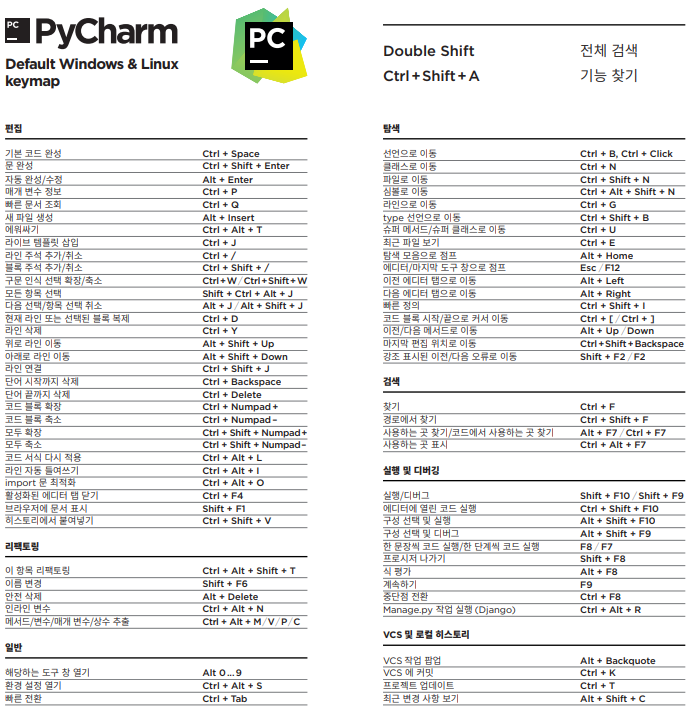 PC PyCharm
PC
Default Windows & Linux
keymap
Double Shift 전체 검색
Ctrl + Shift + A 기능 찾기
편집
기본 코드 완성 Ctrl + Space
문 완성 Ctrl + Shift + Enter
자동 완성/수정 Alt + Enter
매개 변수 정보 Ctrl + P
빠른 문서 조회 Ctrl + Q
새 파일 생성 Alt + Insert
에워싸기 Ctrl + Alt + T
라이브 템플릿 삽입 Ctrl + J
라인 주석 추가/취소 Ctrl + /
블록 주석 추가/취소 Ctrl + Shift + /
구문 인식 선택 확장/축소 Ctrl+W/Ctrl+Shift+W
모든 항목 선택 Shift + Ctrl + Alt + J
다음 선택/항목 선택 취소 Alt + J/Alt + Shift + J
현재 라인 또는 선택된 블록 복제 Ctrl + D
라인 삭제 Ctrl + Y
위로 라인 이동 Alt + Shift + Up
아래로 라인 이동 Alt + Shift + Down
라인 연결 Ctrl + Shift + J
단어 시작까지 삭제 Ctrl + Backspace
단어 끝까지 삭제 Ctrl + Delete
코드 블록 확장 Ctrl + Numpad+
코드 블록 축소 Ctrl + Numpad-
모두 확장 Ctrl + Shift + Numpad+
모두 축소 Ctrl + Shift + Numpad-
코드 서식 다시 적용 Ctrl + Alt + L
라인 자동 들여쓰기 Ctrl + Alt + I
import 문 최적화 Ctrl + Alt + O
활성화된 에디터 탭 닫기 Ctrl + F4
브라우저에 문서 표시 Shift + F1
히스토리에서 붙여넣기 Ctrl + Shift + V
리팩토링
이 항목 리팩토링 Ctrl + Alt + Shift + T
이름 변경 Shift + F6
안전 삭제 Alt + Delete
인라인 변수 Ctrl + Alt + N
메서드/변수/매개 변수/상수 추출 Ctrl + Alt + M/V/P/C
일반
해당하는 도구 창 열기 Alt 0...9
환경 설정 열기 Ctrl + Alt + S
빠른 전환 Ctrl + Tab
탐색
선언으로 이동 Ctrl + B, Ctrl + Click
클래스로 이동 Ctrl + N
파일로 이동 Ctrl + Shift + N
심볼로 이동 Ctrl + Alt + Shift + N
라인으로 이동 Ctrl + G
type 선언으로 이동 Ctrl + Shift + B
슈퍼 메서드/슈퍼 클래스로 이동 Ctrl + U
최근 파일 보기 Ctrl + E
탐색 모음으로 점프 Alt + Home
에디터/마지막 도구 창으로 점프 Esc/F12
이전 에디터 탭으로 이동 Alt + Left
다음 에디터 탭으로 이동 Alt + Right
빠른 정의 Ctrl + Shift + I
코드 블록 시작/끝으로 커서 이동 Ctrl + [ /Ctrl + ]
이전/다음 메서드로 이동 Alt + Up/Down
마지막 편집 위치로 이동 Ctrl+Shift+Backspace
강조 표시된 이전/다음 오류로 이동 Shift + F2/F2
검색
찾기 Ctrl + F
경로에서 찾기 Ctrl + Shift + F
사용하는 곳 찾기/코드에서 사용하는 곳 찾기 Alt + F7/Ctrl + F7
사용하는 곳 표시 Ctrl + Alt + F7
실행 및 디버깅
실행/디버그 Shift + F10/Shift + F9
에디터에 열린 코드 실행 Ctrl + Shift + F10
구성 선택 및 실행 Alt + Shift + F10
구성 선택 및 디버그 Alt + Shift + F9
한 문장씩 코드 실행/한 단계씩 코드 실행 F8/F7
프로시저 나가기 Shift + F8
식 평가 Alt + F8
계속하기 F9
중단점 전환 Ctrl + F8
Manage.py 작업 실행 (Django) Ctrl + Alt + R
VCS 및 로컬 히스토리
VCS 작업 팝업 Alt + Backquote
VCS 에 커밋 Ctrl + K
프로젝트 업데이트 Ctrl + T
최근 변경 사항 보기 Alt + Shift + C